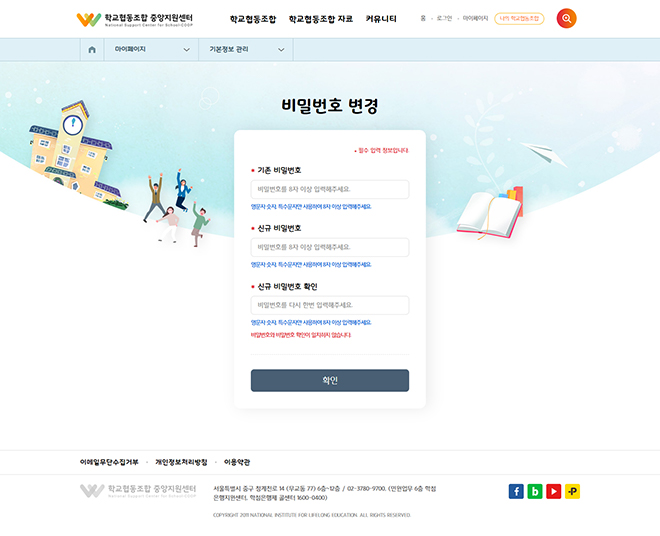 학교협동조합 중앙지원센터
National Support Center for School COOP
학교협동조합 학교협동조합 자료 커뮤니티
홈 로그인 마이페이지 나의 학교협동조합
마이페이지 기본정보 관리
비밀번호 변경
• 필수 입력 정보입니다.
• 기존 비밀번호
비밀번호를 8자 이상 입력해주세요.
영문자 숫자, 특수문자만 사용하여 8자 이상 입력해주세요.
• 신규 비밀번호
비밀번호를 8자 이상 입력해주세요.
영문자 숫자, 특수문자만 사용하여 8자 이상 입력해주세요.
• 신규 비밀번호 확인
비밀번호를 다시 한번 입력해주세요.
영문자 숫자, 특수문자만 사용하여 8자 이상 입력해주세요.
비밀번호와 비밀번호 확인이 일치하지 않습니다.
확인
이메일무단수집거부 • 개인정보처리방침 • 이용약관
학교협동조합 중앙지원센터
National Support Center for School COOP
서울특별시 중구 청계천로 14 (무교동 77) 6층~12층 / 02-3780-9700. (민원업무 6층 학점
은행지원센터, 학점은행제 콜센터 1600-0400)
COPYRIGHT 2019 NATIONAL INSTITUTE FOR LIFELONG EDUCATION. ALL RIGHTS RESERVED.